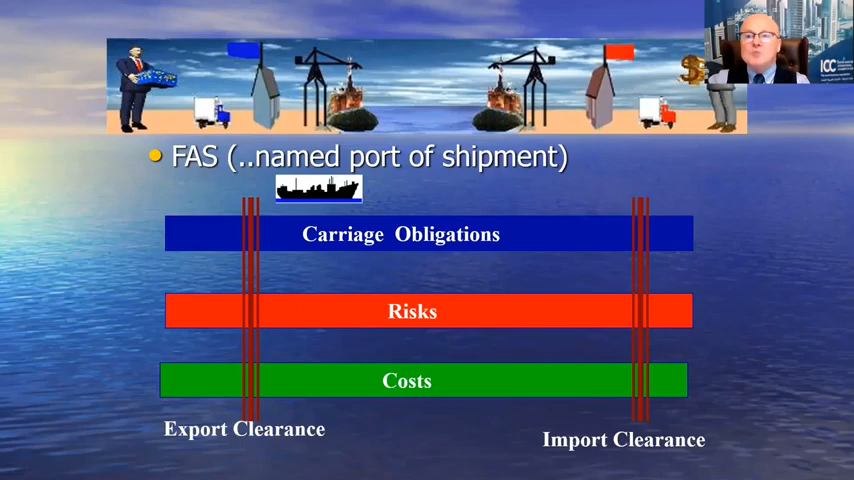 ICC
FAS (..named port of shipment)
Carriage Obligations
Risks
Costs
Export Clearance
Import Clearance